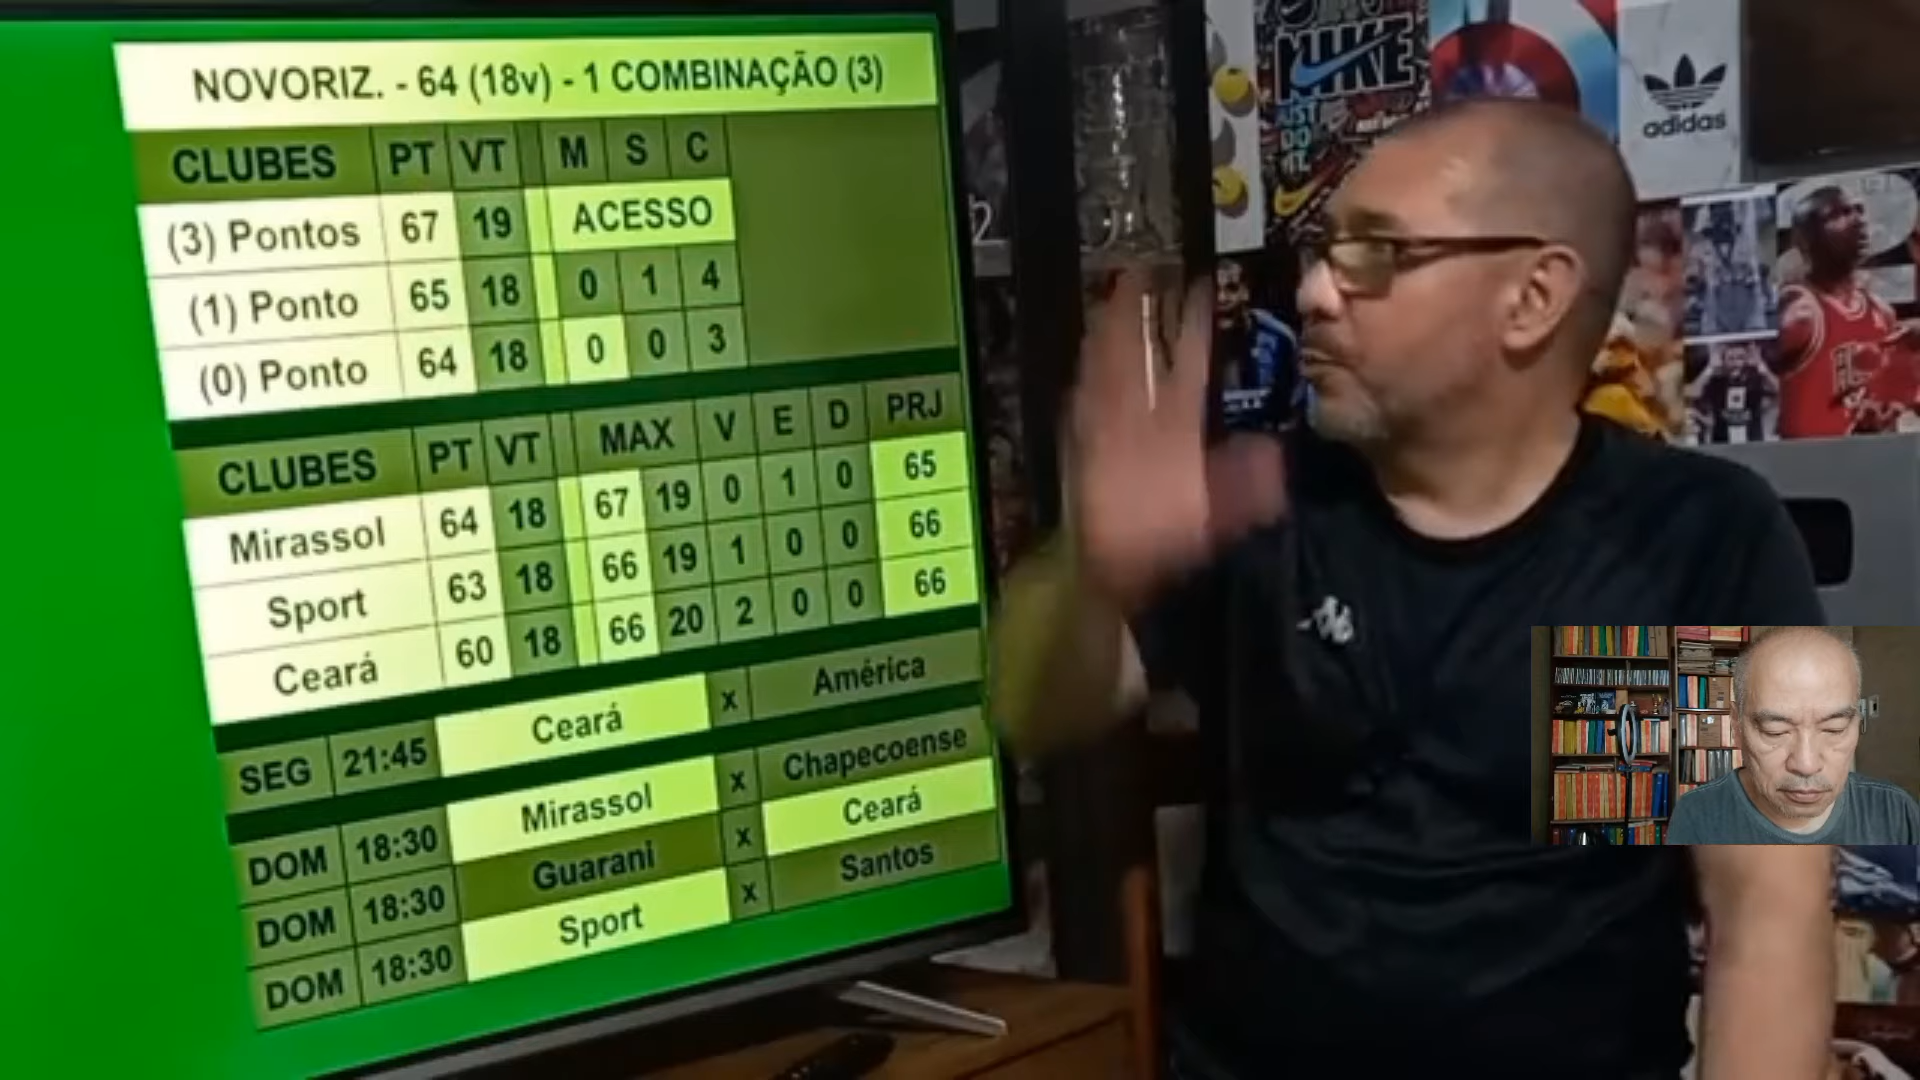 NOVORIZ. - 64 (18v) - 1 COMBINAÇÃO (3)
CLUBES PT VT M S C
(3) Pontos 67 19 ACESSO
(1) Ponto 65 18 0 1 4
(0) Ponto 64 18 0 0 3
CLUBES PT VT MAX V E D PRJ
Mirassol 64 18 67 19 0 1 0 65
Sport 63 18 66 19 1 0 0 66
Ceará 60 18 66 20 2 0 0 66
SEG 21:45 Ceará x América
DOM 18:30 Mirassol x Chapecoense
DOM 18:30 Guarani x Ceará
DOM 18:30 Sport x Santos
NIKE
JUST
DO
IT.
adidas